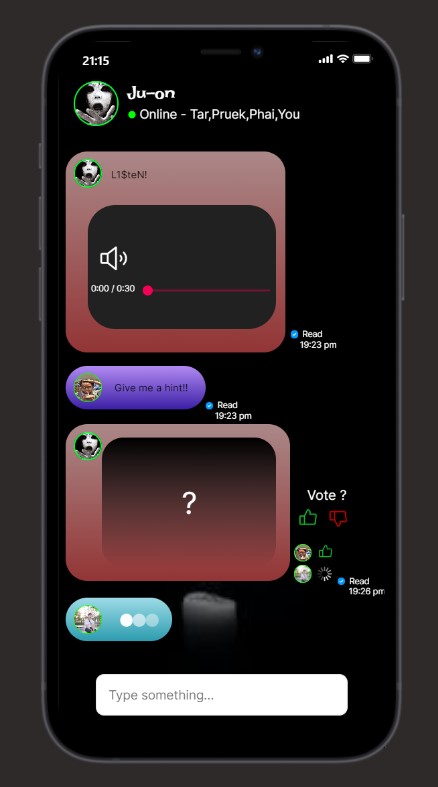 21:15
Ju-on
Online - Tar,Pruek,Phai,You
L1$teN!
0:00 / 0:30
Read
19:23 pm
Give me a hint!!
Read
19:23 pm
?
Vote ?
Read
19:26 pm
Type something...